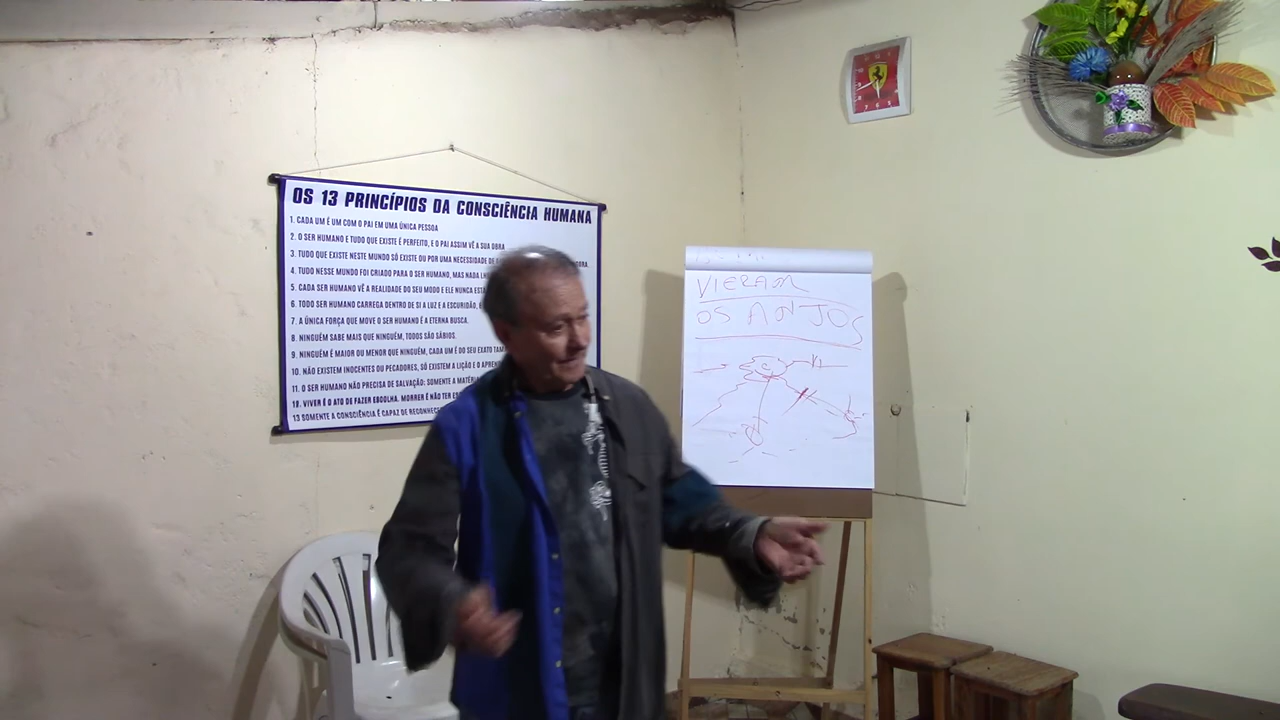 OS 13 PRINCÍPIOS DA CONSCIÊNCIA HUMANA
1. CADA UM É UM COM O PAI EM UMA ÚNICA PESSOA
2. O SER HUMANO E TUDO QUE EXISTE É PERFEITO, E O PAI ASSIM VÊ A SUA OBRA
3. TUDO QUE EXISTE NESTE MUNDO SÓ EXISTE OU POR UMA NECESSIDADE DE
4. TUDO NESSE MUNDO FOI CRIADO PARA O SER HUMANO, MAS NADA
5. CADA SER HUMANO VÊ A REALIDADE DO SEU MODO E ELE NUNCA
6. TODO SER HUMANO CARREGA DENTRO DE SI A LUZ E A ESCURIDÃO,
7. A ÚNICA FORÇA QUE MOVE O SER HUMANO É A ETERNA BUSCA.
8. NINGUÉM SABE MAIS QUE NINGUÉM, TODOS SÃO SÁBIOS.
9. NINGUÉM É MAIOR OU MENOR QUE NINGUÉM, CADA UM É DO SEU EXATO
10. NÃO EXISTEM INOCENTES OU PECADORES, SÓ EXISTEM A LIÇÃO E O
11. O SER HUMANO NÃO PRECISA DE SALVAÇÃO: SOMENTE A
12. VIVER É O ATO DE FAZER ESCOLHA. MORRER É NÃO TER
13 SOMENTE A CONSCIÊNCIA É CAPAZ DE
VIERAM
OS ANJOS